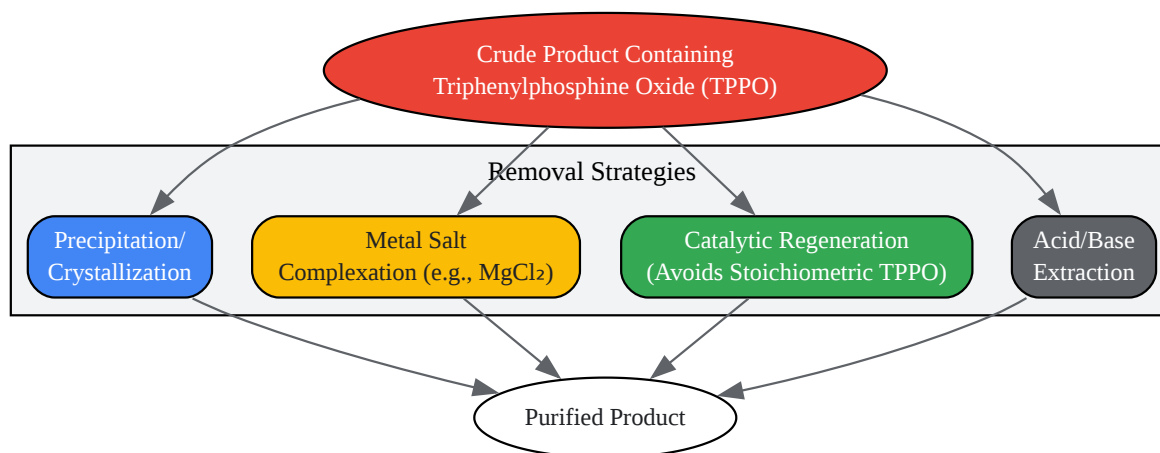 Crude Product Containing
Triphenylphosphine Oxide (TPPO)
Removal Strategies
Precipitation/
Crystallization
Metal Salt
Complexation (e.g., MgCl₂)
Catalytic Regeneration
(Avoids Stoichiometric TPPO)
Acid/Base
Extraction
Purified Product